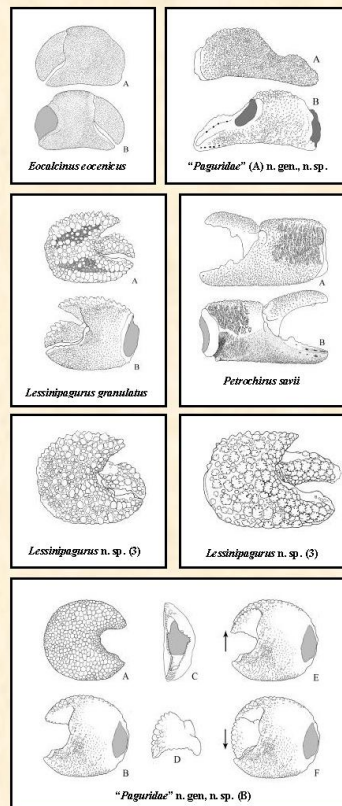 A
B
Eocalcinus eocenicus
A
B
"Paguridae" (A) n. gen., n. sp.
A
B
Lessinipagurus granulatus
A
B
Petrochirus savii
Lessinipagurus n. sp. (3)
Lessinipagurus n. sp. (3)
A
C
E
B
D
F
"Paguridae" n. gen, n. sp. (B)